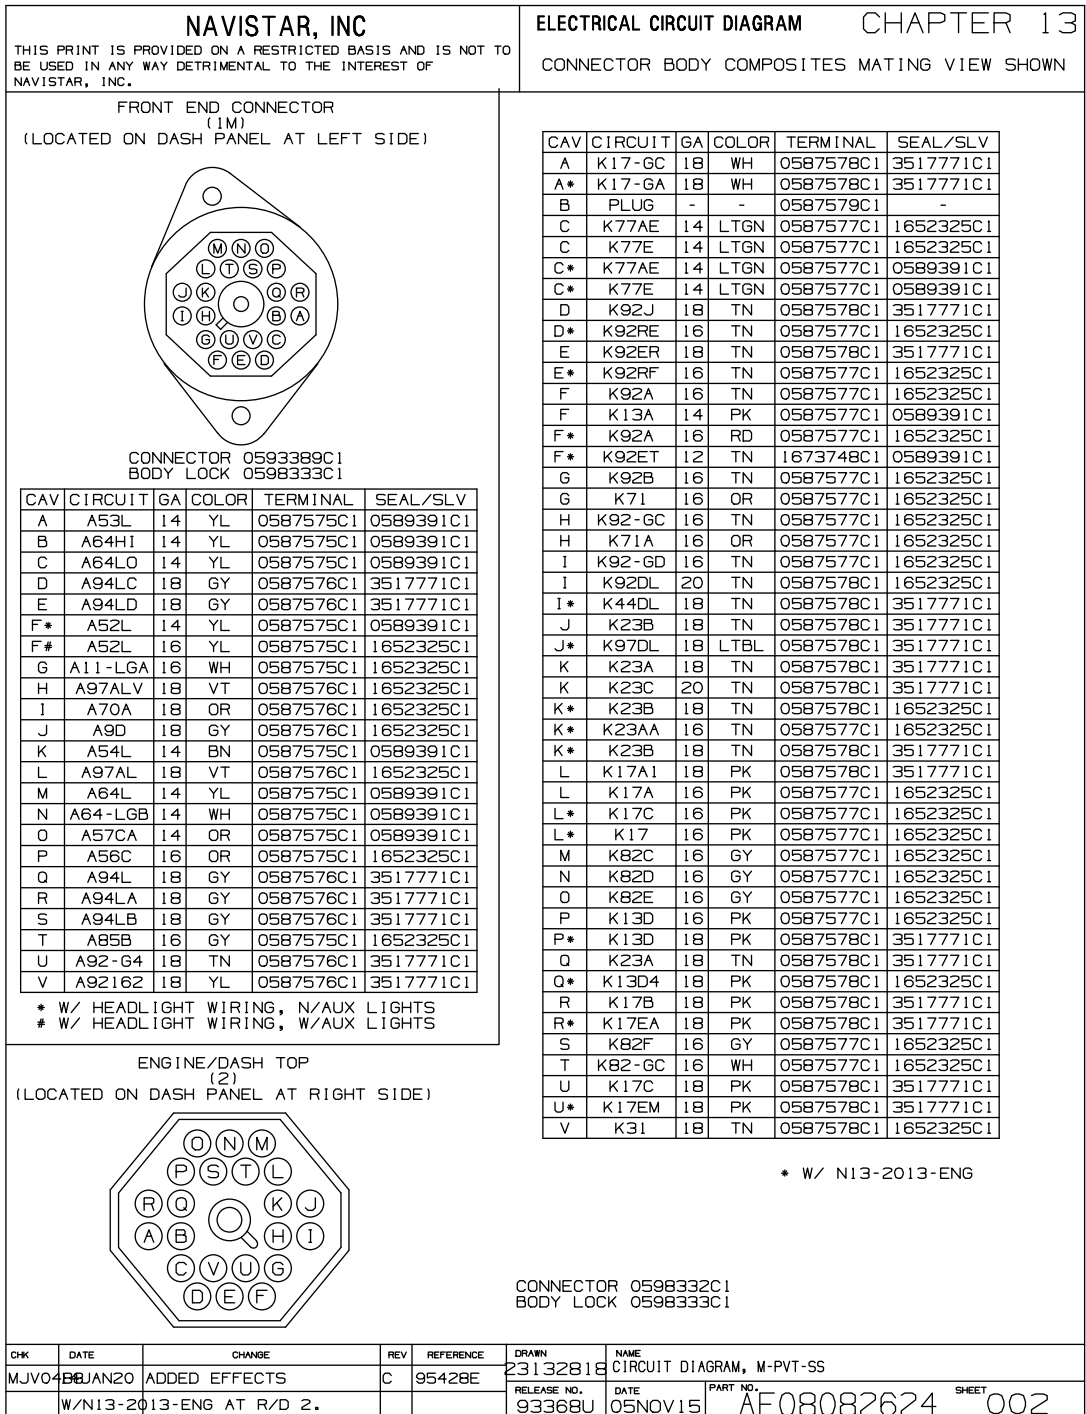 NAVISTAR, INC
THIS PRINT IS PROVIDED ON A RESTRICTED BASIS AND IS NOT TO
BE USED IN ANY WAY DETRIMENTAL TO THE INTEREST OF
NAVISTAR, INC.
ELECTRICAL CIRCUIT DIAGRAM CHAPTER 13
CONNECTOR BODY COMPOSITES MATING VIEW SHOWN
FRONT END CONNECTOR
(1M)
(LOCATED ON DASH PANEL AT LEFT SIDE)
M N O
L T S P
J K Q R
I H B A
G U V C
F E D
CONNECTOR 0593389C1
BODY LOCK 0598333C1
CAV CIRCUIT GA COLOR TERMINAL SEAL/SLV
A A53L 14 YL 0587575C1 0589391C1
B A64HI 14 YL 0587575C1 0589391C1
C A64LO 14 YL 0587575C1 0589391C1
D A94LC 18 GY 0587576C1 3517771C1
E A94LD 18 GY 0587576C1 3517771C1
F* A52L 14 YL 0587575C1 0589391C1
F# A52L 16 YL 0587575C1 1652325C1
G A11-LGA 16 WH 0587575C1 1652325C1
H A97ALV 18 VT 0587576C1 1652325C1
I A70A 18 OR 0587576C1 1652325C1
J A9D 18 GY 0587576C1 1652325C1
K A54L 14 BN 0587575C1 0589391C1
L A97AL 18 VT 0587576C1 1652325C1
M A64L 14 YL 0587575C1 0589391C1
N A64-LGB 14 WH 0587575C1 0589391C1
O A57CA 14 OR 0587575C1 0589391C1
P A56C 16 OR 0587575C1 1652325C1
Q A94L 18 GY 0587576C1 3517771C1
R A94LA 18 GY 0587576C1 3517771C1
S A94LB 18 GY 0587576C1 3517771C1
T A85B 16 GY 0587575C1 1652325C1
U A92-G4 18 TN 0587576C1 3517771C1
V A92162 18 YL 0587576C1 3517771C1
* W/ HEADLIGHT WIRING, N/AUX LIGHTS
# W/ HEADLIGHT WIRING, W/AUX LIGHTS
ENGINE/DASH TOP
(2)
(LOCATED ON DASH PANEL AT RIGHT SIDE)
O N M
P S T L
R Q K J
A B H I
C V U G
D E F
CAV CIRCUIT GA COLOR TERMINAL SEAL/SLV
A K17-GC 18 WH 0587578C1 3517771C1
A* K17-GA 18 WH 0587578C1 3517771C1
B PLUG - - 0587579C1 -
C K77AE 14 LTGN 0587577C1 1652325C1
C K77E 14 LTGN 0587577C1 1652325C1
C* K77AE 14 LTGN 0587577C1 0589391C1
C* K77E 14 LTGN 0587577C1 0589391C1
D K92J 18 TN 0587578C1 3517771C1
D* K92RE 16 TN 0587577C1 1652325C1
E K92ER 18 TN 0587578C1 3517771C1
E* K92RF 16 TN 0587577C1 1652325C1
F K92A 16 TN 0587577C1 1652325C1
F K13A 14 PK 0587577C1 0589391C1
F* K92A 16 RD 0587577C1 1652325C1
F* K92ET 12 TN 1673748C1 0589391C1
G K92B 16 TN 0587577C1 1652325C1
G K71 16 OR 0587577C1 1652325C1
H K92-GC 16 TN 0587577C1 1652325C1
H K71A 16 OR 0587577C1 1652325C1
I K92-GD 16 TN 0587577C1 1652325C1
I K92DL 20 TN 0587578C1 1652325C1
I* K44DL 18 TN 0587578C1 3517771C1
J K23B 18 TN 0587578C1 3517771C1
J* K97DL 18 LTBL 0587578C1 3517771C1
K K23A 18 TN 0587578C1 3517771C1
K K23C 20 TN 0587578C1 3517771C1
K* K23B 18 TN 0587578C1 1652325C1
K* K23AA 16 TN 0587577C1 1652325C1
K* K23B 18 TN 0587578C1 3517771C1
L K17A1 18 PK 0587578C1 3517771C1
L K17A 16 PK 0587577C1 1652325C1
L* K17C 16 PK 0587577C1 1652325C1
L* K17 16 PK 0587577C1 1652325C1
M K82C 16 GY 0587577C1 1652325C1
N K82D 16 GY 0587577C1 1652325C1
O K82E 16 GY 0587577C1 1652325C1
P K13D 16 PK 0587577C1 1652325C1
P* K13D 18 PK 0587578C1 3517771C1
Q K23A 18 TN 0587578C1 3517771C1
Q* K13D4 18 PK 0587578C1 1652325C1
R K17B 18 PK 0587578C1 3517771C1
R* K17EA 18 PK 0587578C1 3517771C1
S K82F 16 GY 0587577C1 1652325C1
T K82-GC 16 WH 0587577C1 1652325C1
U K17C 18 PK 0587578C1 3517771C1
U* K17EM 18 PK 0587578C1 3517771C1
V K31 18 TN 0587578C1 1652325C1
* W/ N13-2013-ENG
CONNECTOR 0598332C1
BODY LOCK 0598333C1
CHK DATE CHANGE REV REFERENCE
ADDED EFFECTS C 95428E
W/N13-2013-ENG AT R/D 2.
DRAWN 23132818
NAME CIRCUIT DIAGRAM, M-PVT-SS
RELEASE NO. 93368U
DATE 05NOV15
PART NO. AF08087674
SHEET 002